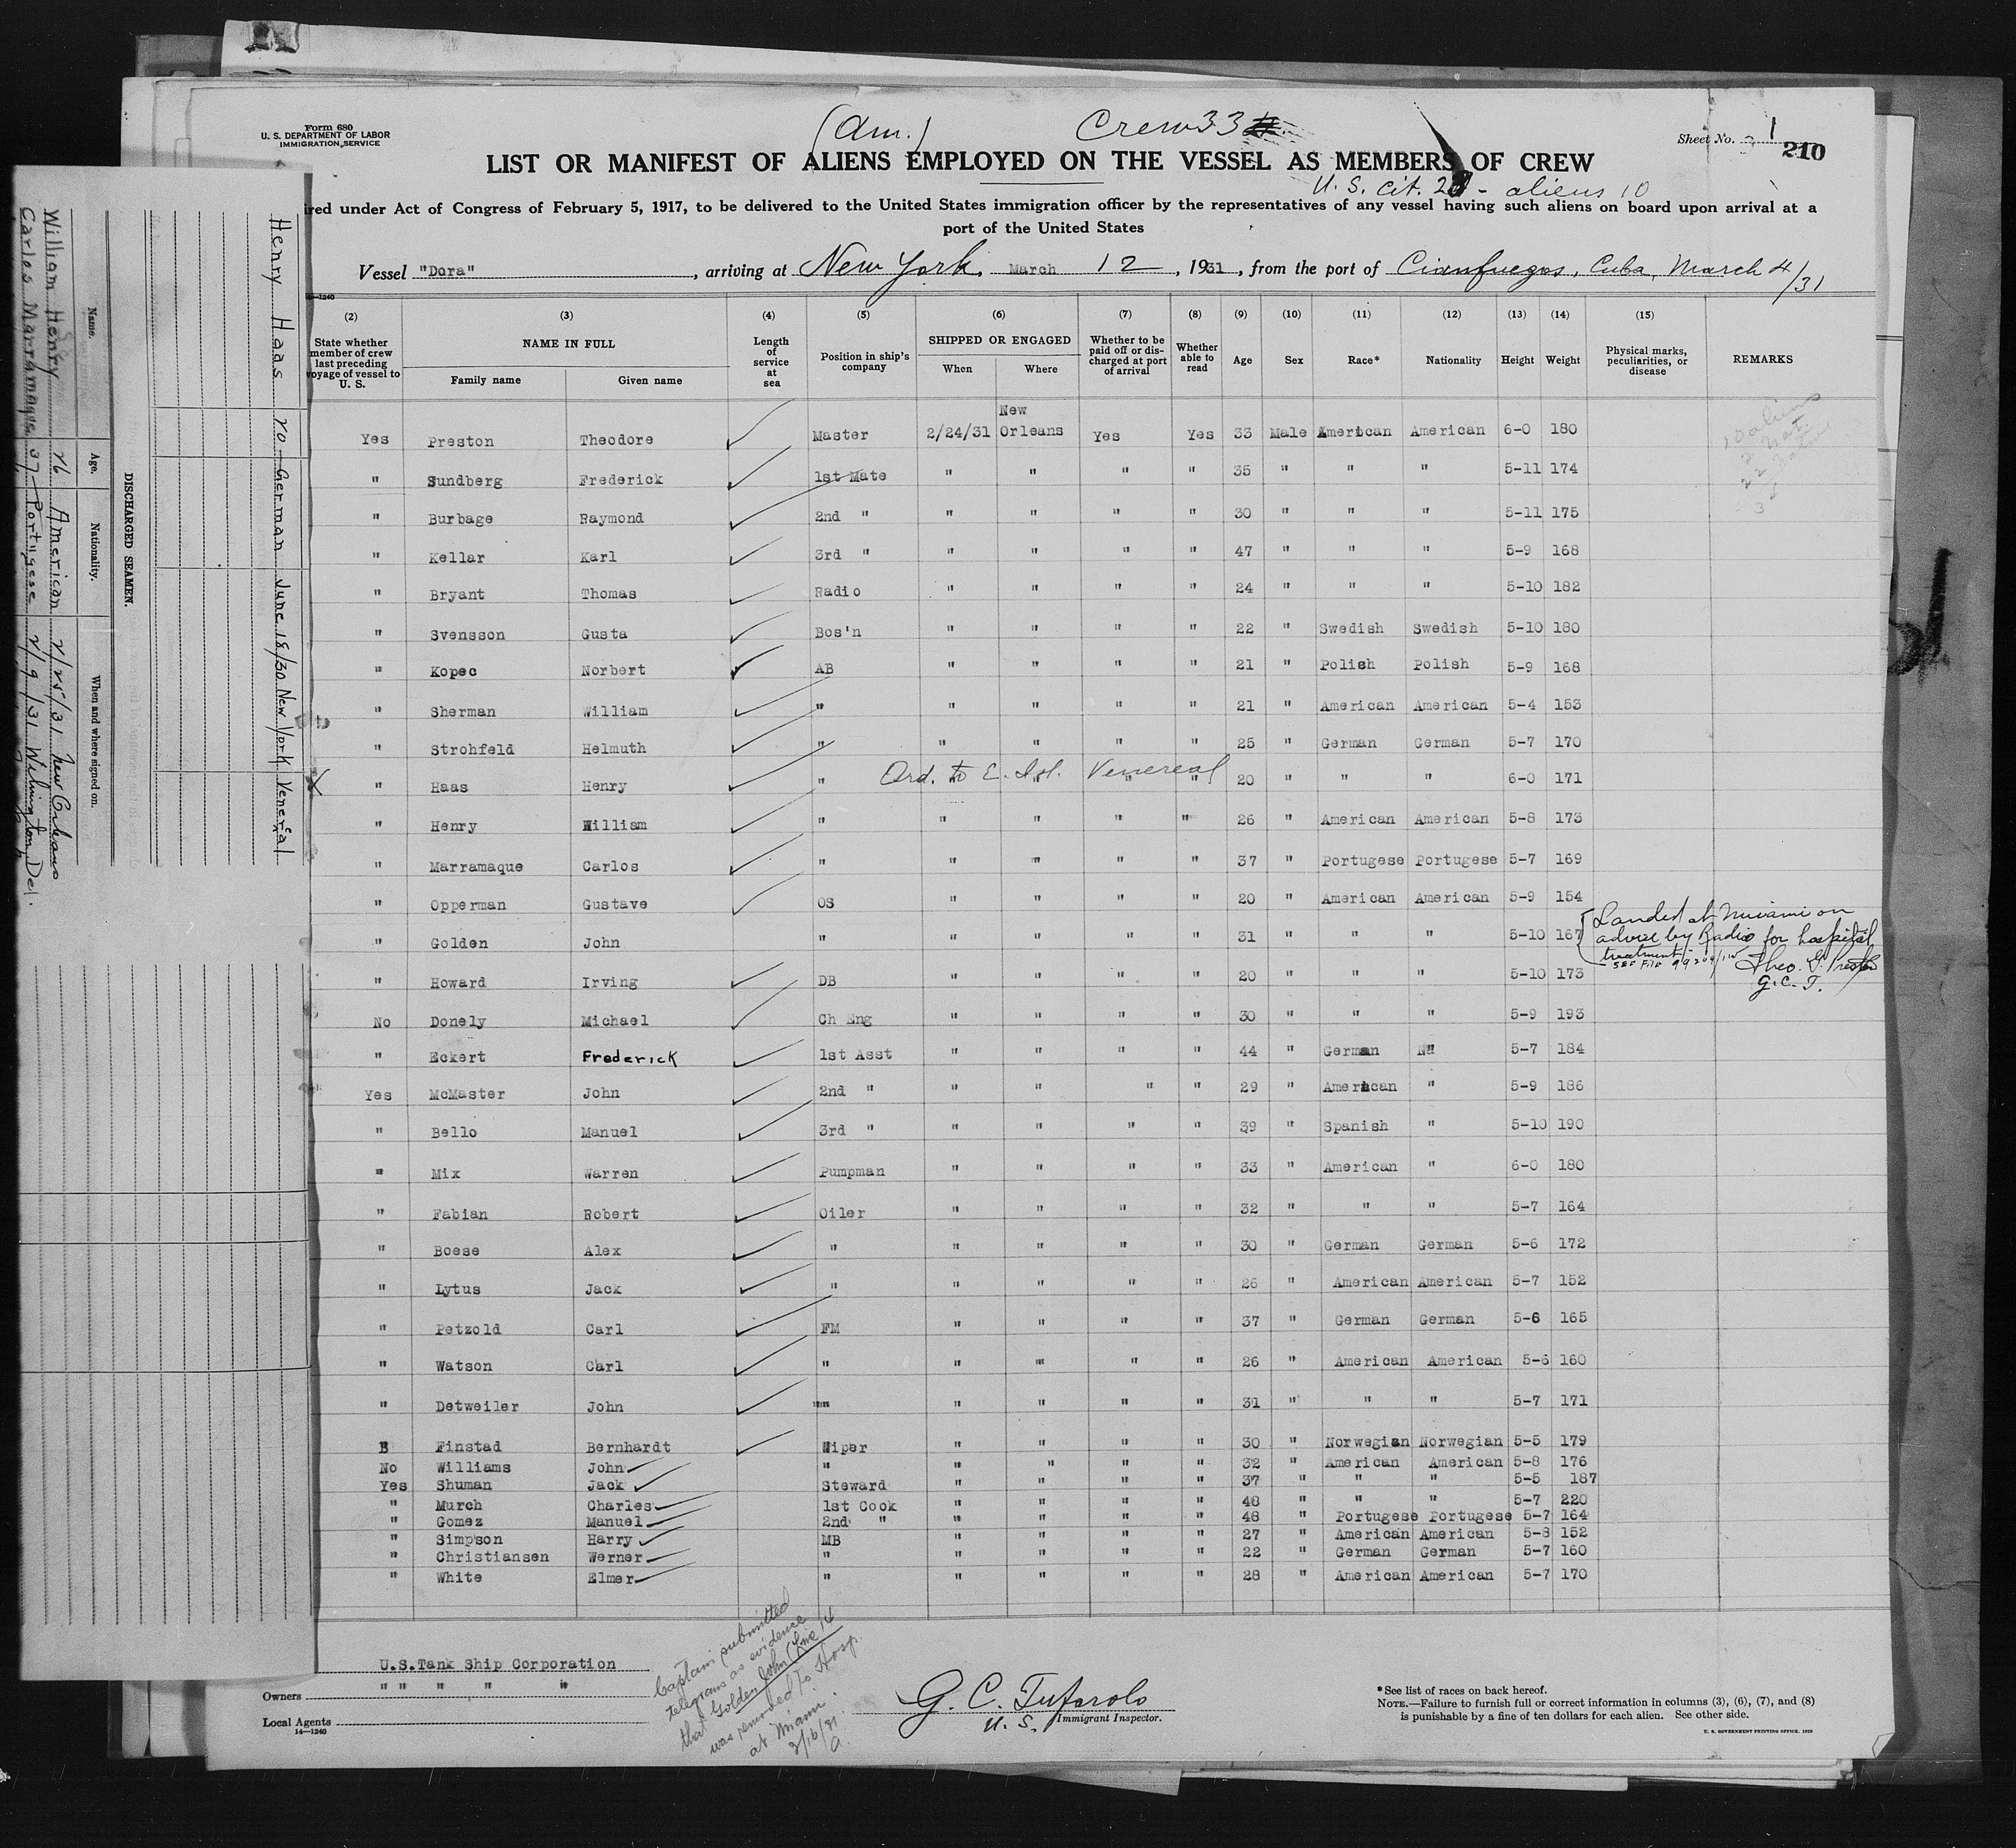 Form 680
U. S. DEPARTMENT OF LABOR
IMMIGRATION SERVICE
(Am.)
Crew 33
Sheet No. 1
210
LIST OR MANIFEST OF ALIENS EMPLOYED ON THE VESSEL AS MEMBERS OF CREW
U. S. cit. - aliens 10
ired under Act of Congress of February 5, 1917, to be delivered to the United States immigration officer by the representatives of any vessel having such aliens on board upon arrival at a
port of the United States
Vessel "Dora", arriving at New York, March 12, 1931, from the port of Cianfuegos, Cuba, March 4/31
14—1240
(2) (3) (4) (5) (6) (7) (8) (9) (10) (11) (12) (13) (14) (15)
State whether member of crew last preceding voyage of vessel to U. S.
NAME IN FULL
Family name Given name
Length of service at sea
Position in ship's company
SHIPPED OR ENGAGED
When Where
Whether to be paid off or discharged at port of arrival
Whether able to read
Age Sex Race* Nationality Height Weight
Physical marks, peculiarities, or disease
REMARKS
10 aliens
2 Nat.
22
Yes Preston Theodore Master 2/24/31 New Orleans Yes Yes 33 Male American American 6-0 180
" Sundberg Frederick 1st Mate " " " " 35 " " " 5-11 174
" Burbage Raymond 2nd " " " " " 30 " " " 5-11 175
" Kellar Karl 3rd " " " " " 47 " " " 5-9 168
" Bryant Thomas Radio " " " " 24 " " " 5-10 182
" Svensson Gusta Bos'n " " " " 22 " Swedish Swedish 5-10 180
" Kopec Norbert AB " " " " 21 " Polish Polish 5-9 168
" Sherman William " " " " " 21 " American American 5-4 153
" Strohfeld Helmuth " " " " " 25 " German German 5-7 170
X " Haas Henry " Ord. to E. Isl. Venereal " " " " 20 " " " 6-0 171
" Henry William " " " " " 26 " American American 5-8 173
" Marramaque Carlos " " " " " 37 " Portugese Portugese 5-7 169
" Opperman Gustave OS " " " " 20 " American American 5-9 154
" Golden John " " " " " 31 " " " 5-10 167
Landed at Miami on
advice by Radio for hospital
treatment.
See File 99209/115
Theo. G. Preston
G.C.T.
" Howard Irving DB " " " " 20 " " " 5-10 173
No Donely Michael Ch Eng " " " " 30 " " " 5-9 193
" Eckert Frederick 1st Asst " " " " 44 " German " 5-7 184
Yes McMaster John 2nd " " " " " 29 " American " 5-9 186
" Bello Manuel 3rd " " " " " 39 " Spanish " 5-10 190
" Mix Warren Pumpman " " " " 33 " American " 6-0 180
" Fabian Robert Oiler " " " " 32 " " " 5-7 164
" Boese Alex " " " " " 30 " German German 5-6 172
" Lytus Jack " " " " " 26 " American American 5-7 152
" Petzold Carl FM " " " " 37 " German German 5-6 165
" Watson Carl " " " " " 26 " American American 5-6 160
" Detweiler John " " " " " 31 " " " 5-7 171
" Finstad Bernhardt Wiper " " " " 30 " Norwegian Norwegian 5-5 179
No Williams John " " " " " 32 " American American 5-8 176
Yes Shuman Jack Steward " " " " 37 " " " 5-5 187
" Murch Charles 1st Cook " " " " 48 " " " 5-7 220
" Gomez Manuel 2nd " " " " " 48 " Portugese Portugese 5-7 164
" Simpson Harry MB " " " " 27 " American American 5-8 152
" Christiansen Werner " " " " " 22 " German German 5-7 160
" White Elmer " " " " " 28 " American American 5-7 170
U.S.Tank Ship Corporation
Owners " " " " "
Local Agents
14—1240
Captain submitted
telegrams as evidence
that Golden John (Line 14
was removed to Hosp.
at Miami.
3/16/31.
G. C. Tufarolo
U. S. Immigrant Inspector.
*See list of races on back hereof.
NOTE.—Failure to furnish full or correct information in columns (3), (6), (7), and (8)
is punishable by a fine of ten dollars for each alien. See other side.
U. S. GOVERNMENT PRINTING OFFICE. 1928
DISCHARGED SEAMEN.
Name. Age. Nationality. When and where signed on.
Henry Haas 20 German June 18/30 New York Venereal
William Henry 26 American 2/25/31 New Orleans
Carlos Marramaque 37 Portugese 2/9/31 Wilmington, Del.